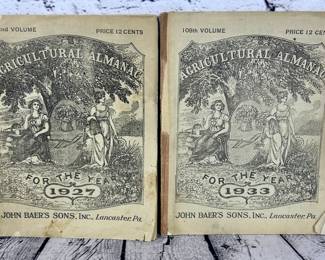 VOLUME PRICE 12 CENTS
AGRICULTURAL ALMANAC
FOR THE YEAR
1927
JOHN BAER'S SONS, INC., Lancaster, Pa.
109th VOLUME PRICE 12 CENTS
AGRICULTURAL ALMANAC
FOR THE YEAR
1933
JOHN BAER'S SONS, INC., Lancaster, Pa.